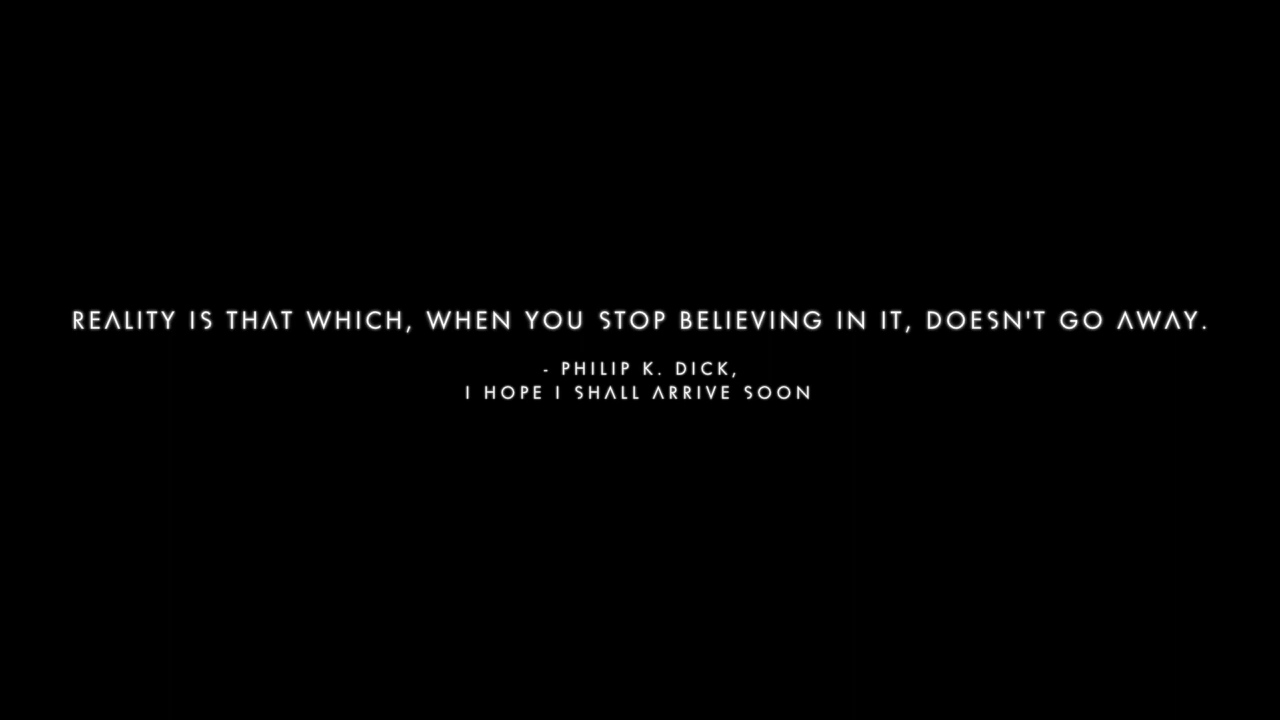 REALITY IS THAT WHICH, WHEN YOU STOP BELIEVING IN IT, DOESN'T GO AWAY.
- PHILIP K. DICK,
I HOPE I SHALL ARRIVE SOON